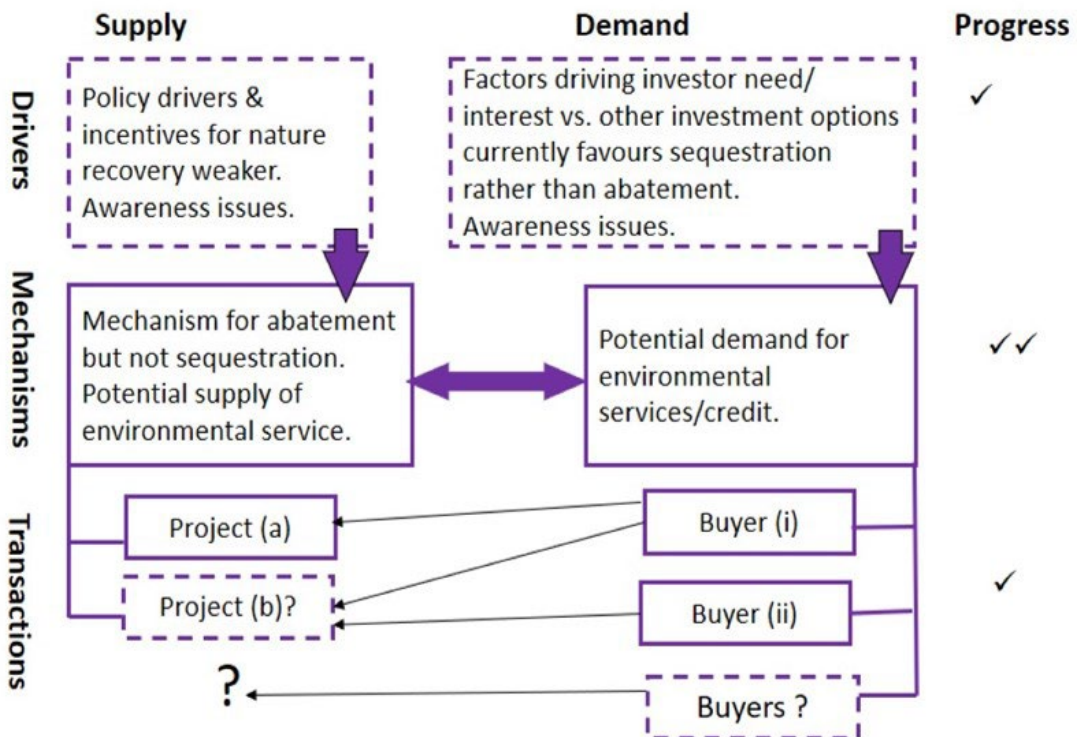 Supply
Demand
Progress
Drivers
Policy drivers &
incentives for nature
recovery weaker.
Awareness issues.
Factors driving investor need/
interest vs. other investment options
currently favours sequestration
rather than abatement.
Awareness issues.
✓
Mechanisms
Mechanism for abatement
but not sequestration.
Potential supply of
environmental service.
Potential demand for
environmental
services/credit.
✓✓
Transactions
Project (a)
Buyer (i)
Project (b)?
Buyer (ii)
✓
?
Buyers ?